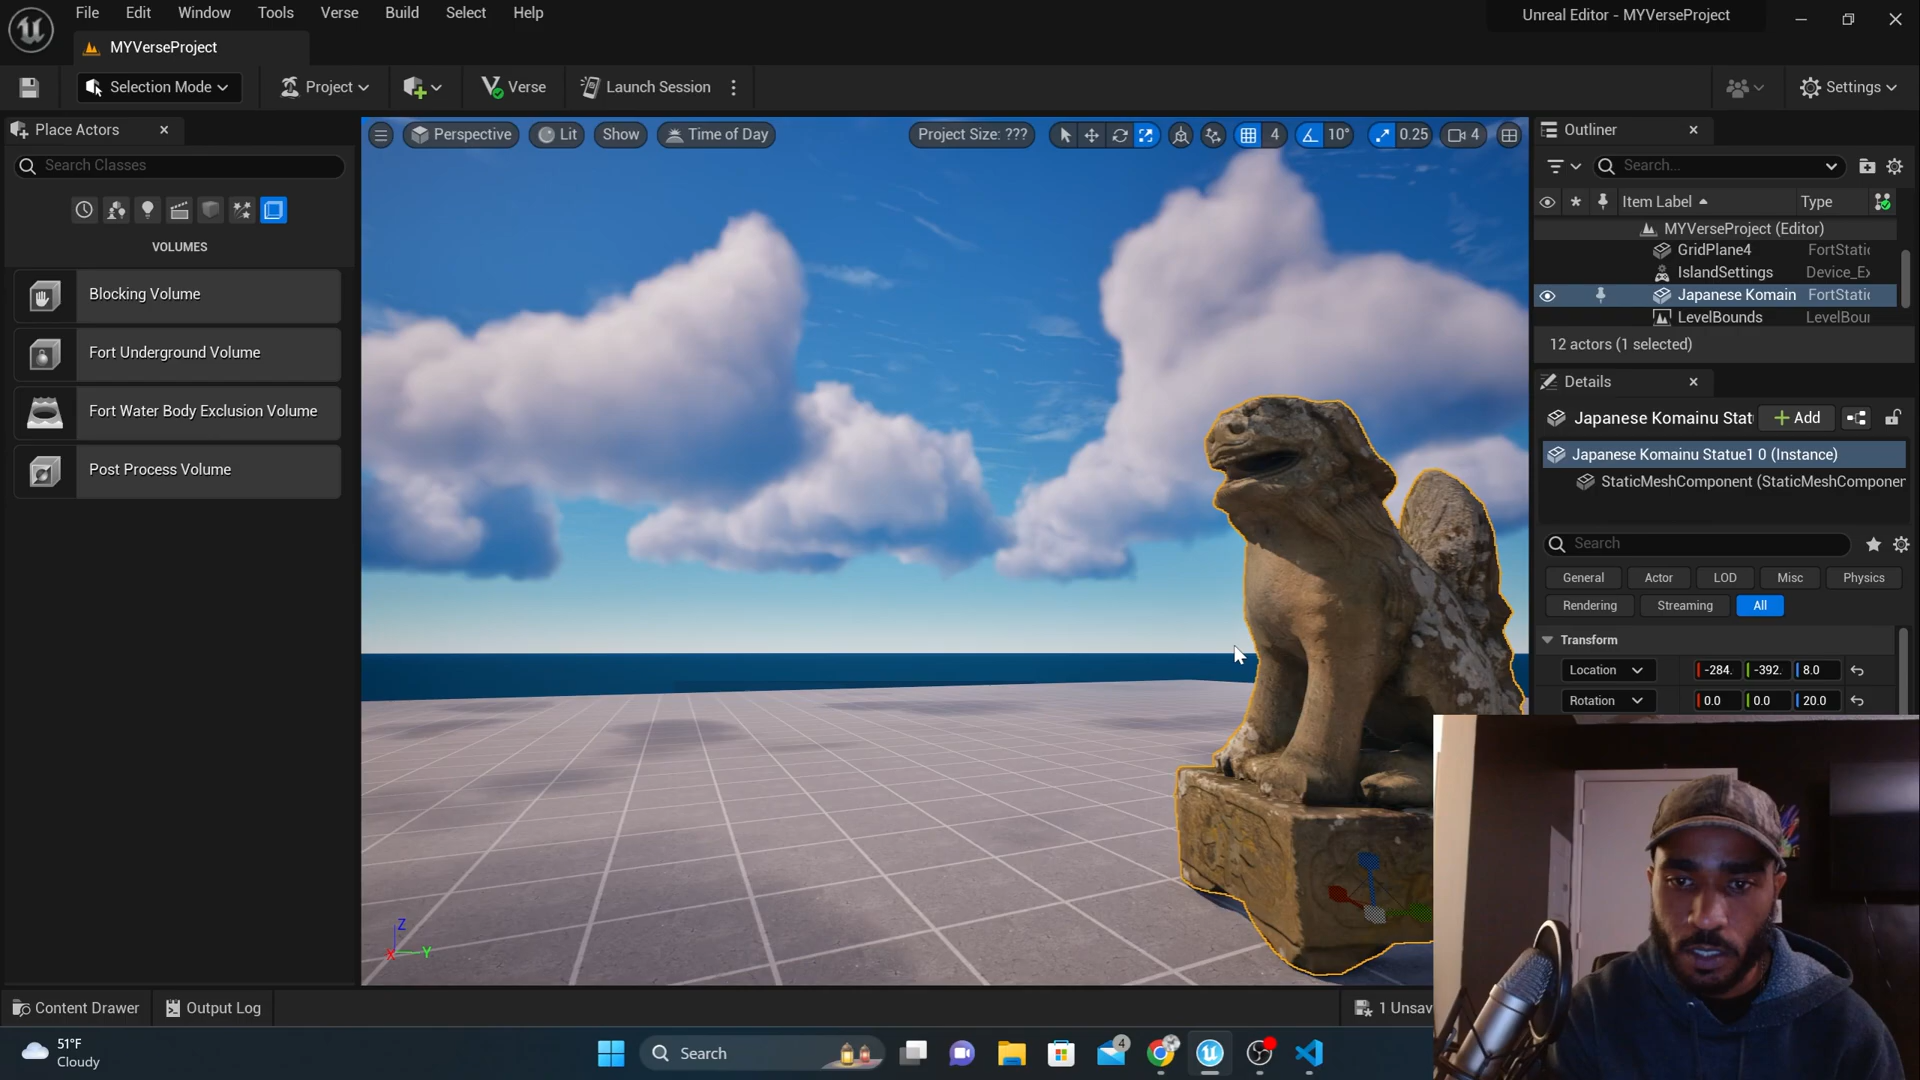 File Edit Window Tools Verse Build Select Help
Unreal Editor - MYVerseProject
MYVerseProject
Selection Mode
Project
Verse
Launch Session
Settings
Place Actors
Search Classes
VOLUMES
Blocking Volume
Fort Underground Volume
Fort Water Body Exclusion Volume
Post Process Volume
Perspective Lit Show Time of Day
Project Size: ??? 4 10° 0.25 4
Z
X Y
Outliner
Search...
Item Label Type
MYVerseProject (Editor)
GridPlane4 FortStatic
IslandSettings Device_Ex
Japanese Komain FortStatic
LevelBounds LevelBour
12 actors (1 selected)
Details
Japanese Komainu Stat Add
Japanese Komainu Statue1 0 (Instance)
StaticMeshComponent (StaticMeshComponer
Search
General Actor LOD Misc Physics
Rendering Streaming All
Transform
Location -284. -392. 8.0
Rotation 0.0 0.0 20.0
Content Drawer Output Log
1 Unsav
51°F
Cloudy
Search
4